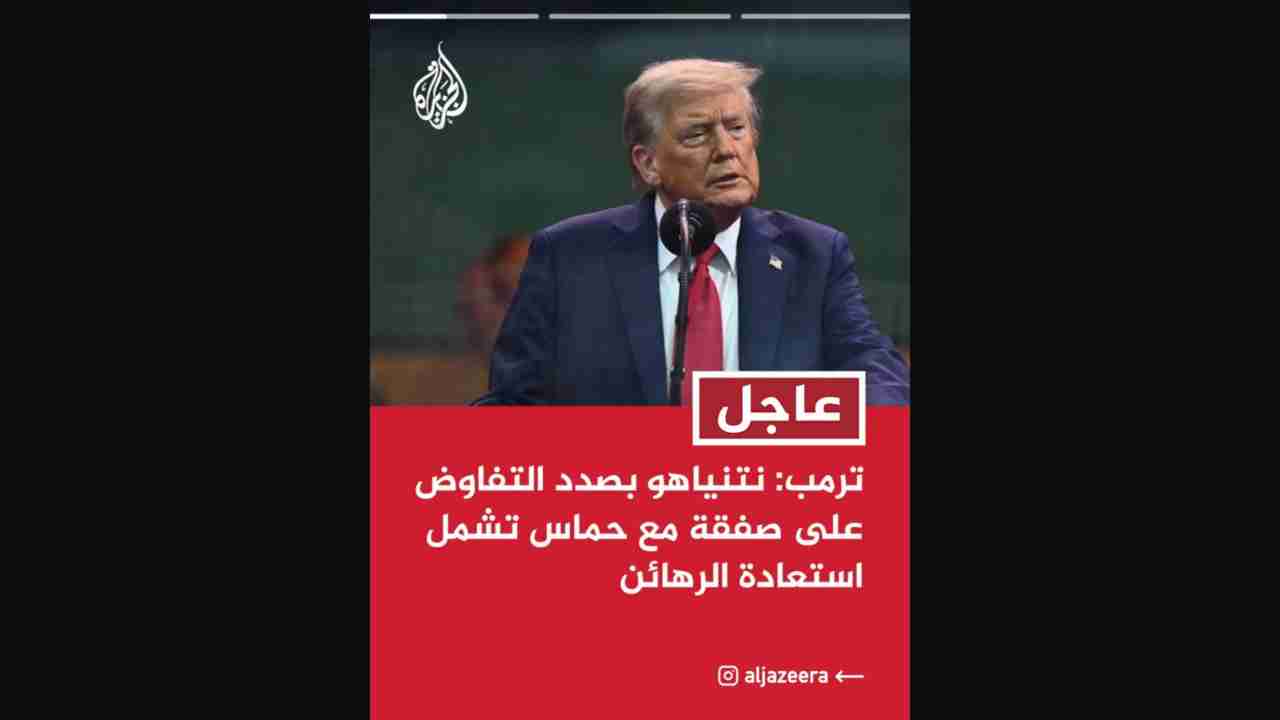 الجزيرة
عاجل
ترمب: نتنياهو بصدد التفاوض
على صفقة مع حماس تشمل
استعادة الرهائن
aljazeera